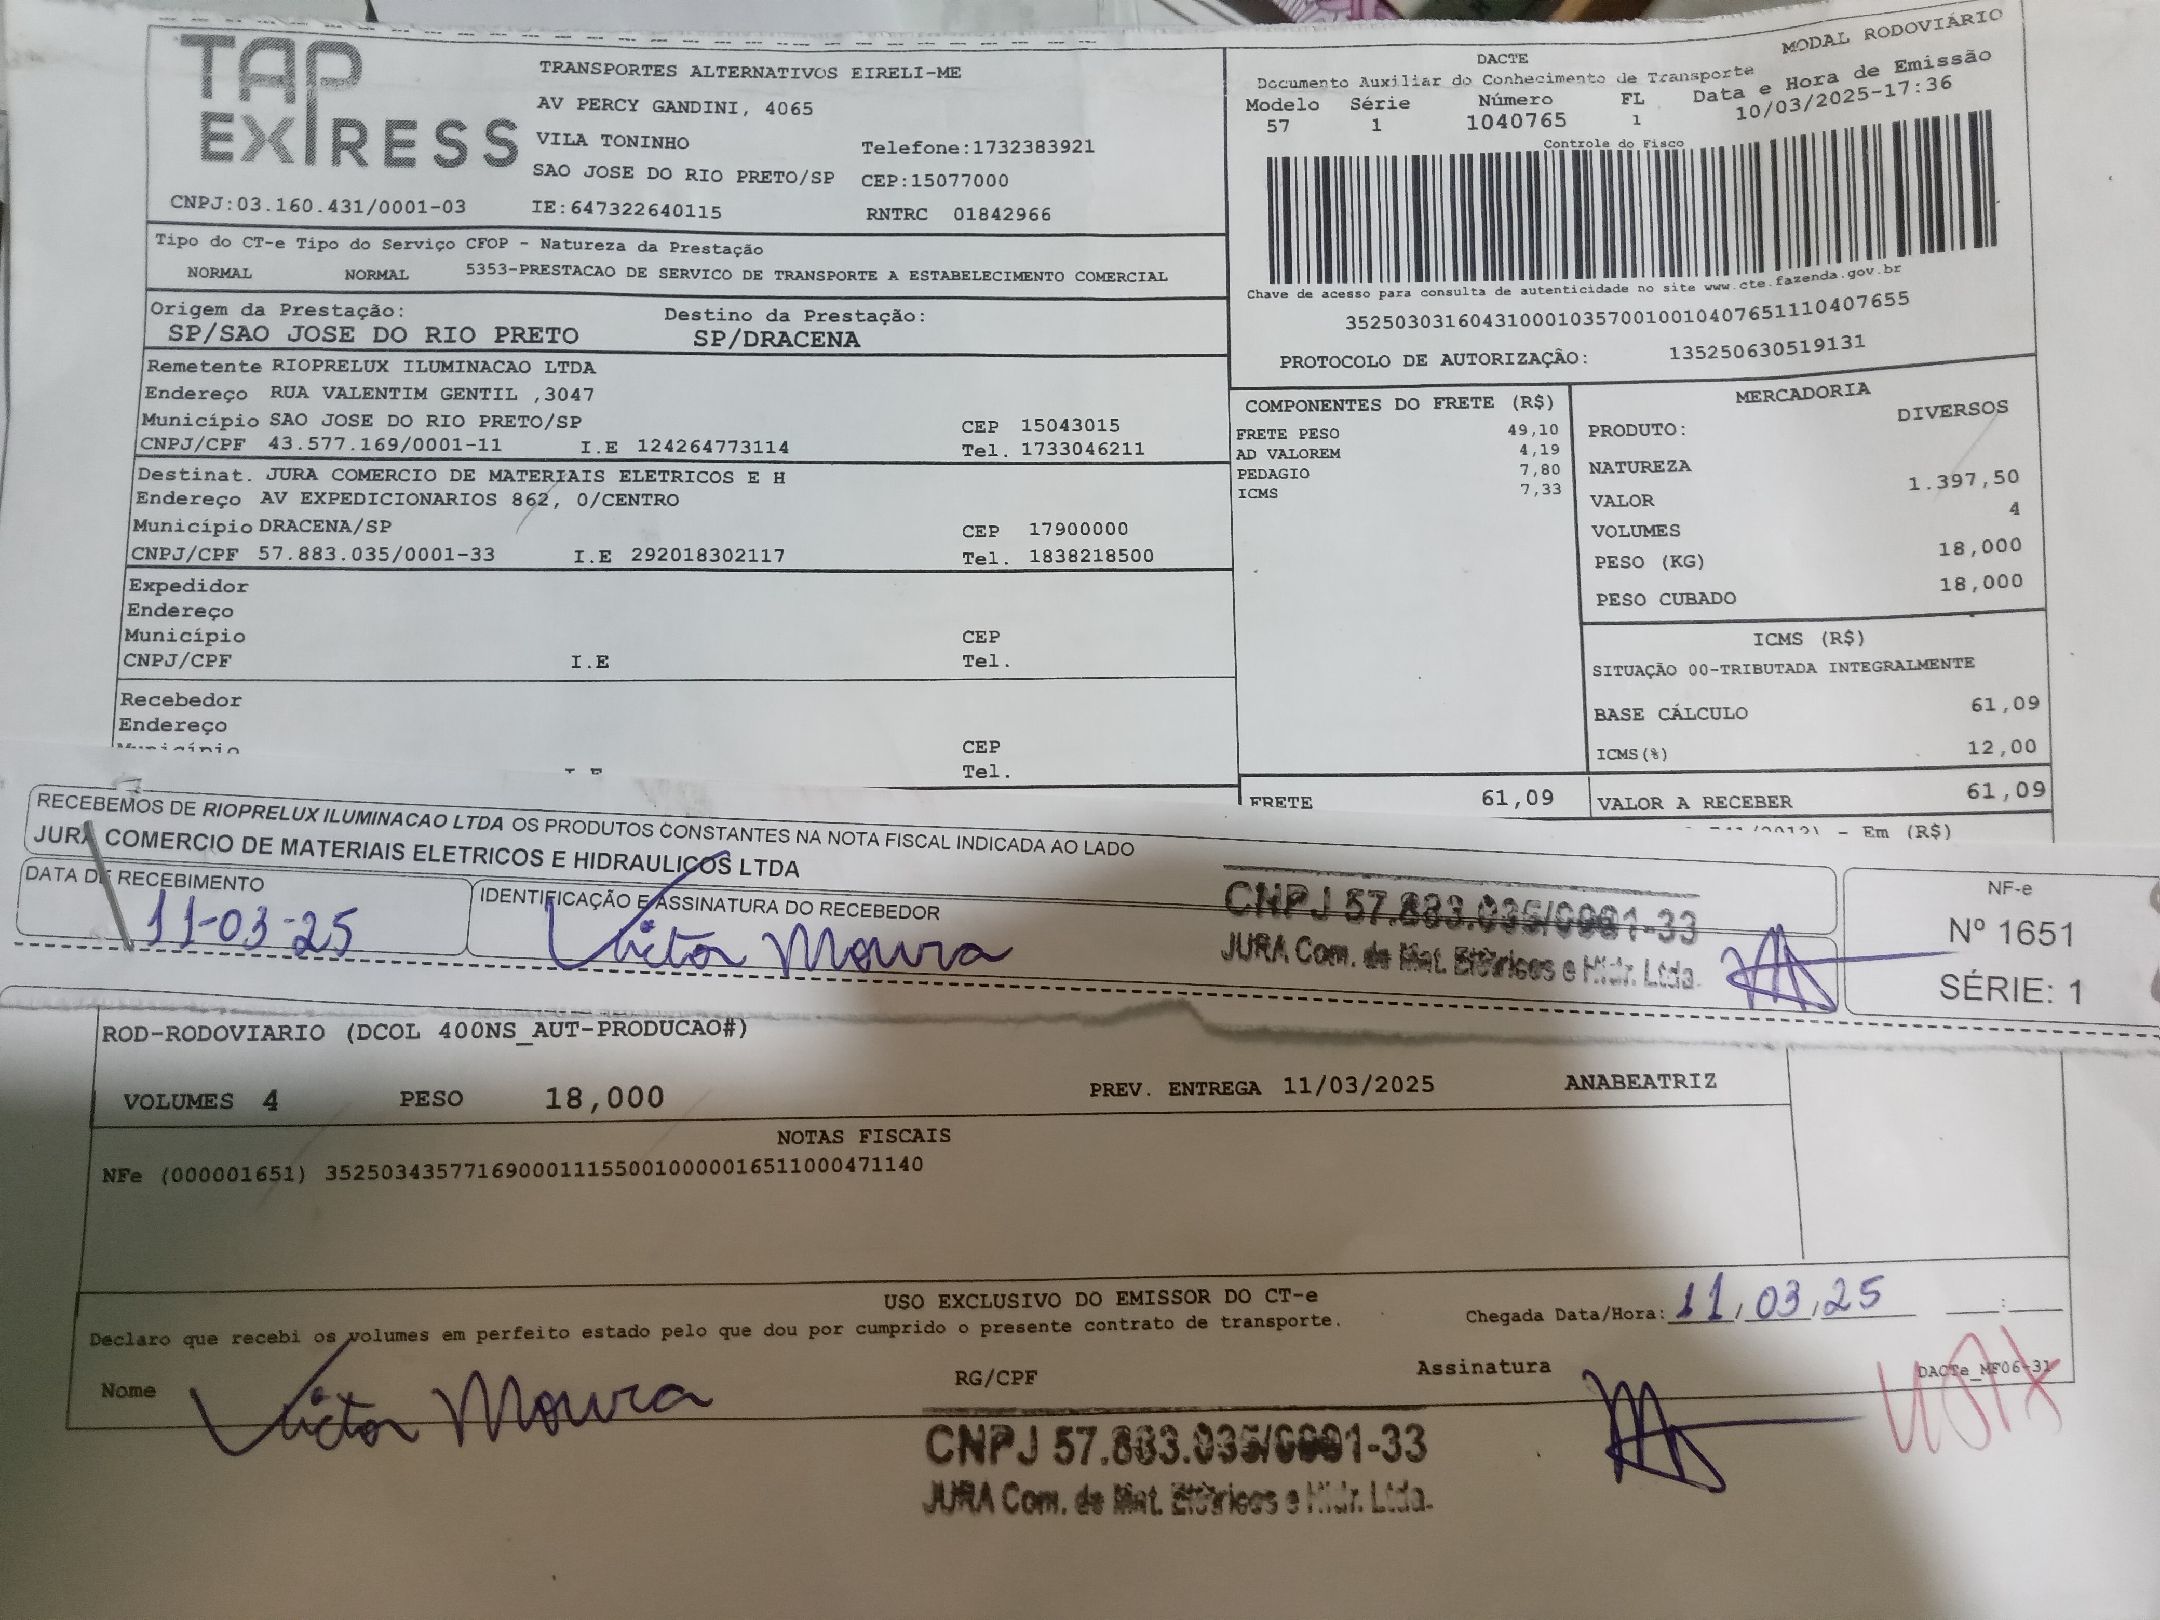 TAP
EXPRESS
TRANSPORTES ALTERNATIVOS EIRELI-ME
AV PERCY GANDINI, 4065
VILA TONINHO
Telefone:1732383921
SAO JOSE DO RIO PRETO/SP CEP:15077000
CNPJ:03.160.431/0001-03 IE:647322640115 RNTRC 01842966
DACTE
MODAL RODOVIÁRIO
Documento Auxiliar do Conhecimento de Transporte
Modelo Série Número FL Data e Hora de Emissão
57 1 1040765 1 10/03/2025-17:36
Controle do Fisco
Chave de acesso para consulta de autenticidade no site www.cte.fazenda.gov.br
35250303160431000103570010010407651110407655
PROTOCOLO DE AUTORIZAÇÃO: 135250630519131
Tipo do CT-e Tipo do Serviço CFOP - Natureza da Prestação
NORMAL NORMAL 5353-PRESTACAO DE SERVICO DE TRANSPORTE A ESTABELECIMENTO COMERCIAL
Origem da Prestação: Destino da Prestação:
SP/SAO JOSE DO RIO PRETO SP/DRACENA
Remetente RIOPRELUX ILUMINACAO LTDA
Endereço RUA VALENTIM GENTIL ,3047
Município SAO JOSE DO RIO PRETO/SP CEP 15043015
CNPJ/CPF 43.577.169/0001-11 I.E 124264773114 Tel. 1733046211
Destinat. JURA COMERCIO DE MATERIAIS ELETRICOS E H
Endereço AV EXPEDICIONARIOS 862, 0/CENTRO
Município DRACENA/SP CEP 17900000
CNPJ/CPF 57.883.035/0001-33 I.E 292018302117 Tel. 1838218500
Expedidor
Endereço
Município CEP
CNPJ/CPF I.E Tel.
Recebedor
Endereço
Município CEP
I.E Tel.
COMPONENTES DO FRETE (R$)
FRETE PESO 49,10
AD VALOREM 4,19
PEDAGIO 7,80
ICMS 7,33
FRETE 61,09
MERCADORIA
PRODUTO: DIVERSOS
NATUREZA
VALOR 1.397,50
VOLUMES 4
PESO (KG) 18,000
PESO CUBADO 18,000
ICMS (R$)
SITUAÇÃO 00-TRIBUTADA INTEGRALMENTE
BASE CÁLCULO 61,09
ICMS(%) 12,00
VALOR A RECEBER 61,09
- Em (R$)
RECEBEMOS DE RIOPRELUX ILUMINACAO LTDA OS PRODUTOS CONSTANTES NA NOTA FISCAL INDICADA AO LADO
JURA COMERCIO DE MATERIAIS ELETRICOS E HIDRAULICOS LTDA
DATA DE RECEBIMENTO
11-03-25
IDENTIFICAÇÃO E ASSINATURA DO RECEBEDOR
Victor Moura
CNPJ 57.883.035/0001-33
JURA Com. de Mat. Elétricos e Hidr. Ltda.
NF-e
Nº 1651
SÉRIE: 1
ROD-RODOVIARIO (DCOL 400NS_AUT-PRODUCAO#)
VOLUMES 4 PESO 18,000 PREV. ENTREGA 11/03/2025 ANABEATRIZ
NOTAS FISCAIS
NFe (000001651) 35250343577169000111550010000016511000471140
USO EXCLUSIVO DO EMISSOR DO CT-e
Declaro que recebi os volumes em perfeito estado pelo que dou por cumprido o presente contrato de transporte.
Chegada Data/Hora: 11/03/25 :
Nome Victor Moura RG/CPF Assinatura
DACTe_MF06-31
CNPJ 57.883.035/0001-33
JURA Com. de Mat. Elétricos e Hidr. Ltda.